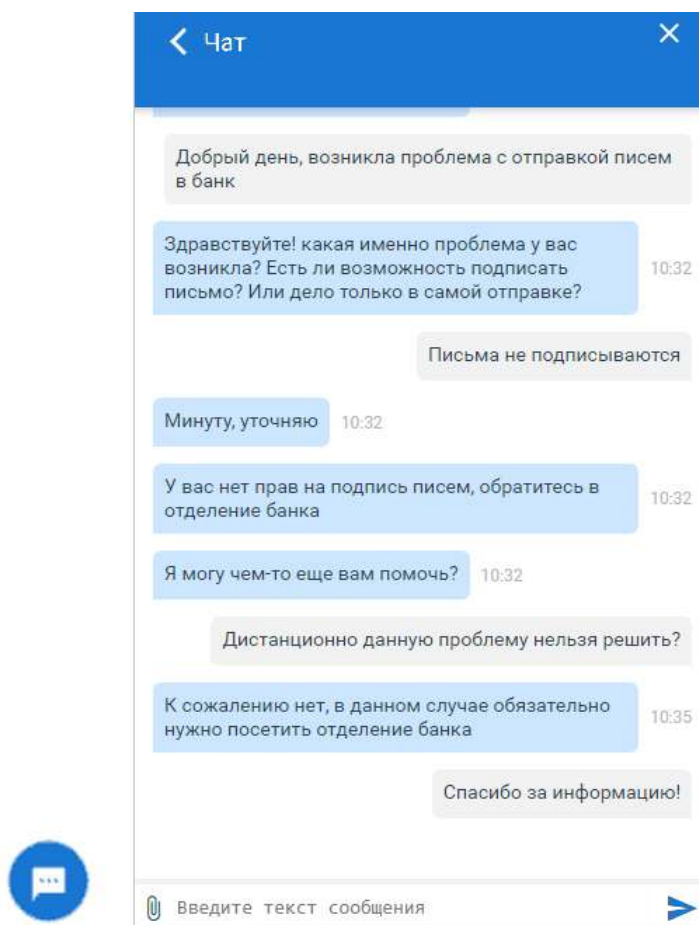 Чат
Добрый день, возникла проблема с отправкой писем
в банк
Здравствуйте! какая именно проблема у вас
возникла? Есть ли возможность подписать
письмо? Или дело только в самой отправке?
10:32
Письма не подписываются
Минуту, уточняю
10:32
У вас нет прав на подпись писем, обратитесь в
отделение банка
10:32
Я могу чем-то еще вам помочь?
10:32
Дистанционно данную проблему нельзя решить?
К сожалению нет, в данном случае обязательно
нужно посетить отделение банка
10:35
Спасибо за информацию!
Введите текст сообщения